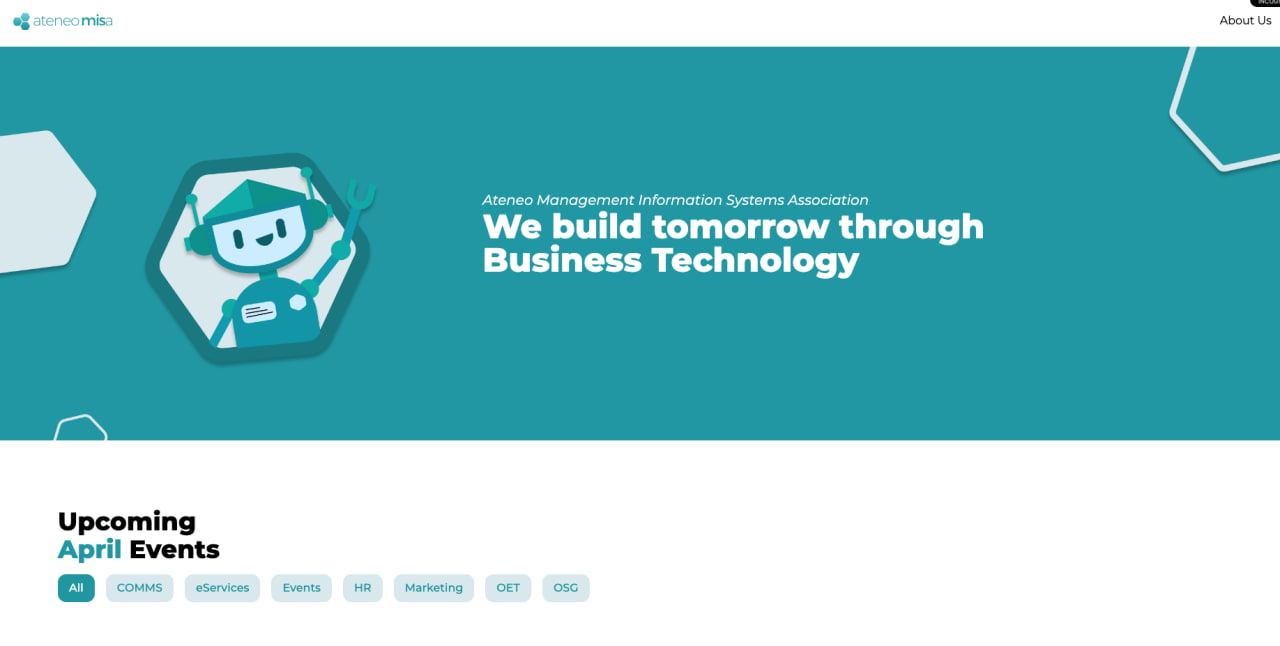 ateneo misa
About Us
Ateneo Management Information Systems Association
We build tomorrow through
Business Technology
Upcoming
April Events
All COMMS eServices Events HR Marketing OET OSG